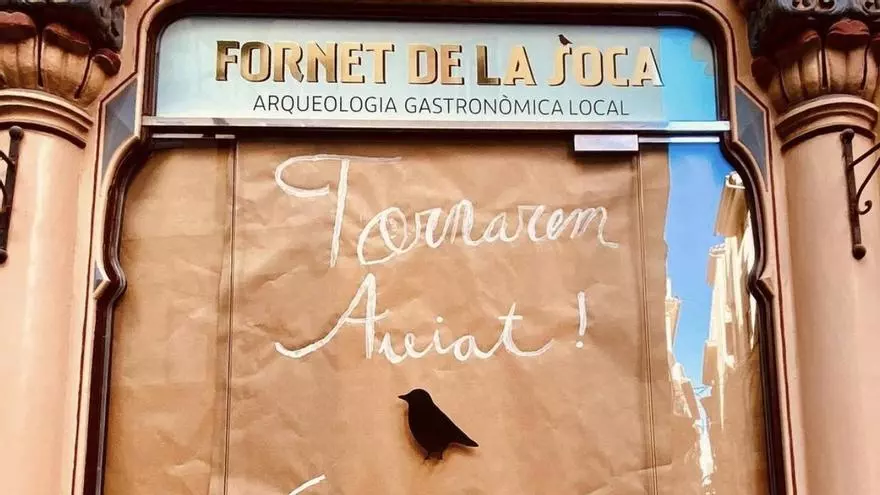 FORNET DE LA SOCA
ARQUEOLOGIA GASTRONÒMICA LOCAL
Tornarem
Aviat !